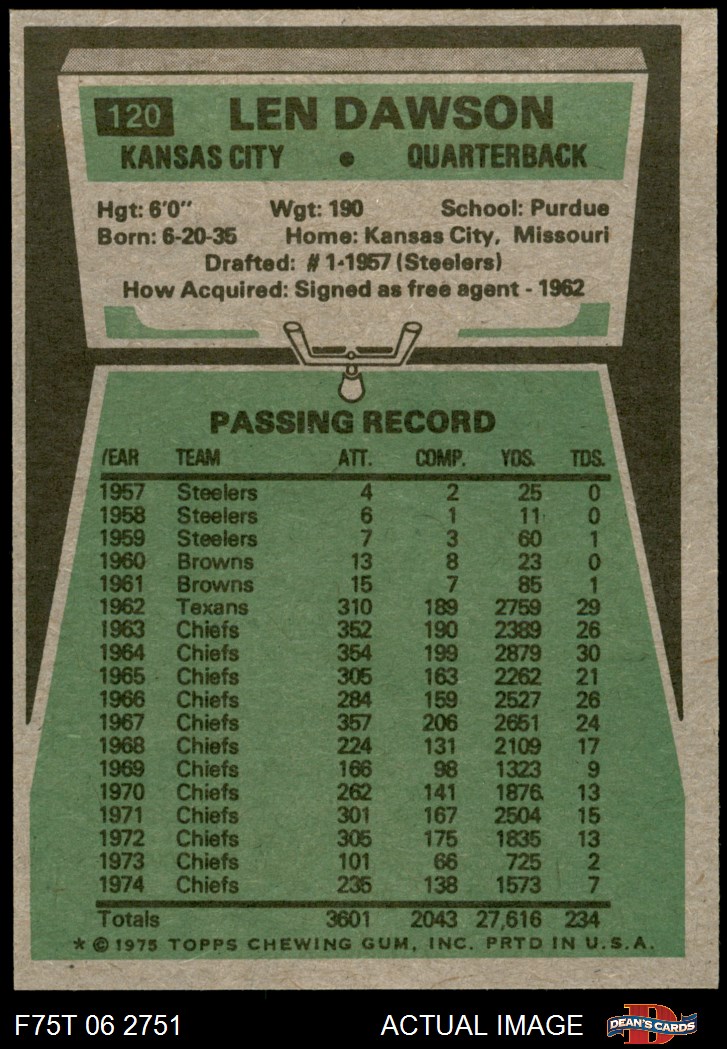 120 LEN DAWSON
KANSAS CITY • QUARTERBACK
Hgt: 6'0" Wgt: 190 School: Purdue
Born: 6-20-35 Home: Kansas City, Missouri
Drafted: #1-1957 (Steelers)
How Acquired: Signed as free agent - 1962
PASSING RECORD
YEAR TEAM ATT. COMP. YDS. TDS.
1957 Steelers 4 2 25 0
1958 Steelers 6 1 11 0
1959 Steelers 7 3 60 1
1960 Browns 13 8 23 0
1961 Browns 15 7 85 1
1962 Texans 310 189 2759 29
1963 Chiefs 352 190 2389 26
1964 Chiefs 354 199 2879 30
1965 Chiefs 305 163 2262 21
1966 Chiefs 284 159 2527 26
1967 Chiefs 357 206 2651 24
1968 Chiefs 224 131 2109 17
1969 Chiefs 166 98 1323 9
1970 Chiefs 262 141 1876 13
1971 Chiefs 301 167 2504 15
1972 Chiefs 305 175 1835 13
1973 Chiefs 101 66 725 2
1974 Chiefs 235 138 1573 7
Totals 3601 2043 27,616 234
* © 1975 TOPPS CHEWING GUM, INC. PRTD IN U.S.A.
F75T 06 2751 ACTUAL IMAGE DEAN'S CARDS